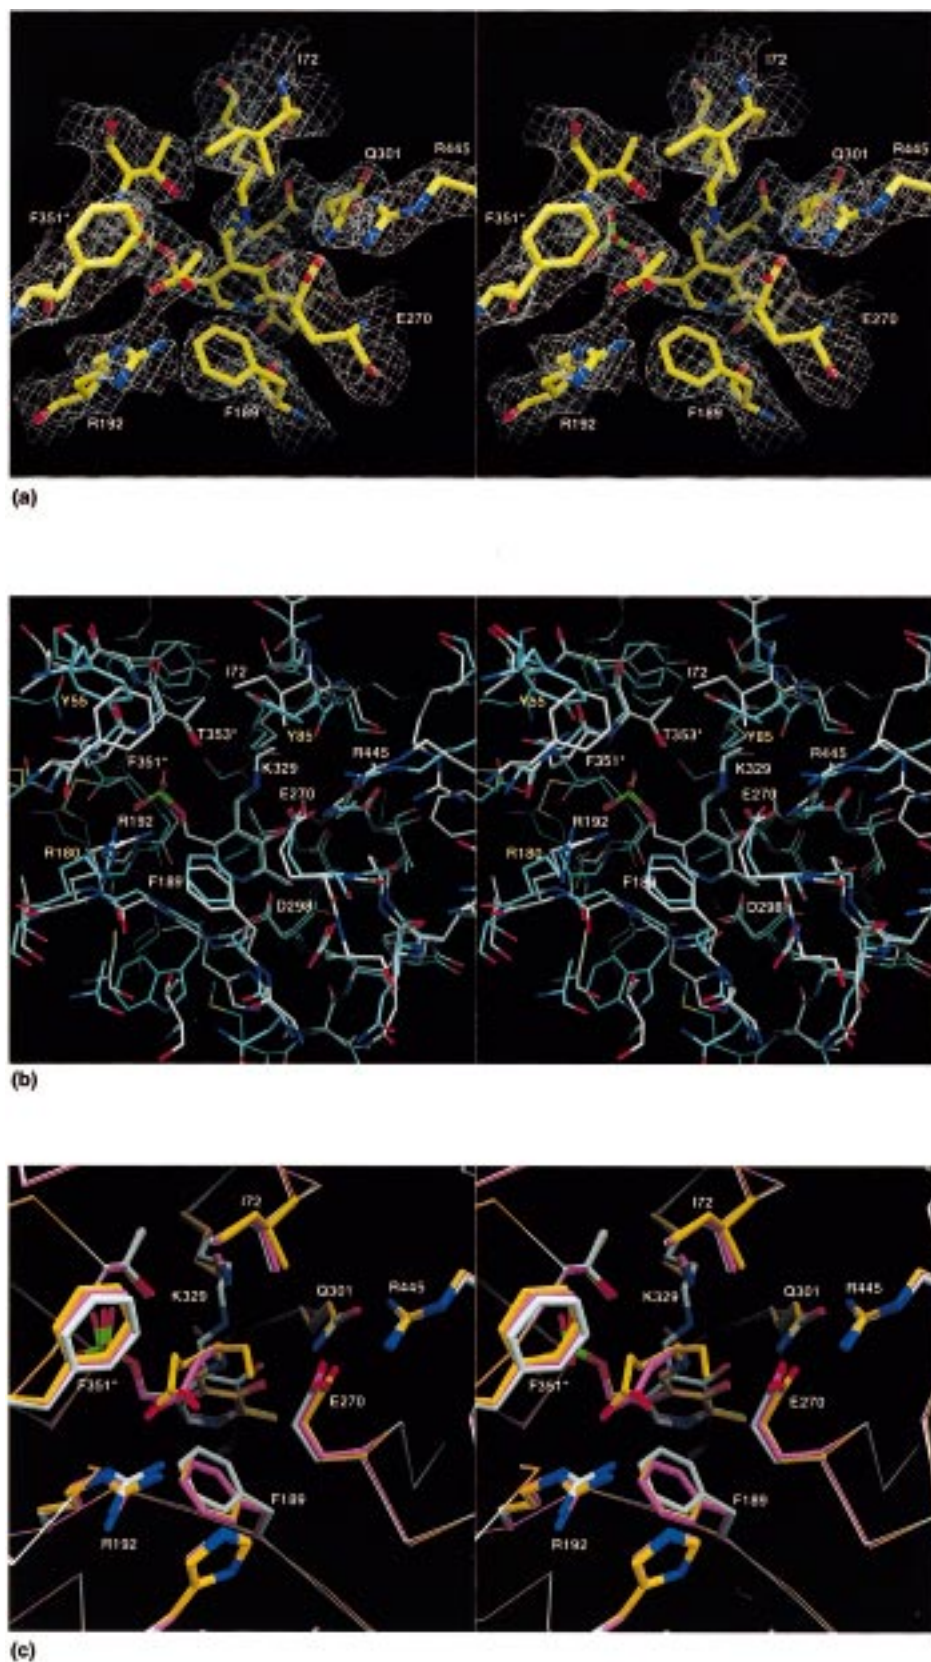 I72 I72
Q301 R445 Q301 R445
F351* F351*
E270 E270
R192 F189 R192 F189
(a)
I72 I72
Y55 Y85 Y55 Y85
T353* T353*
F351* K329 R445 F351* K329 R445
R192 E270 R192 E270
R180 R180
F189 F189
D298 D298
(b)
I72 I72
K329 Q301 R445 K329 Q301 R445
F351* E270 F351* E270
F189 F189
R192 R192
(c)